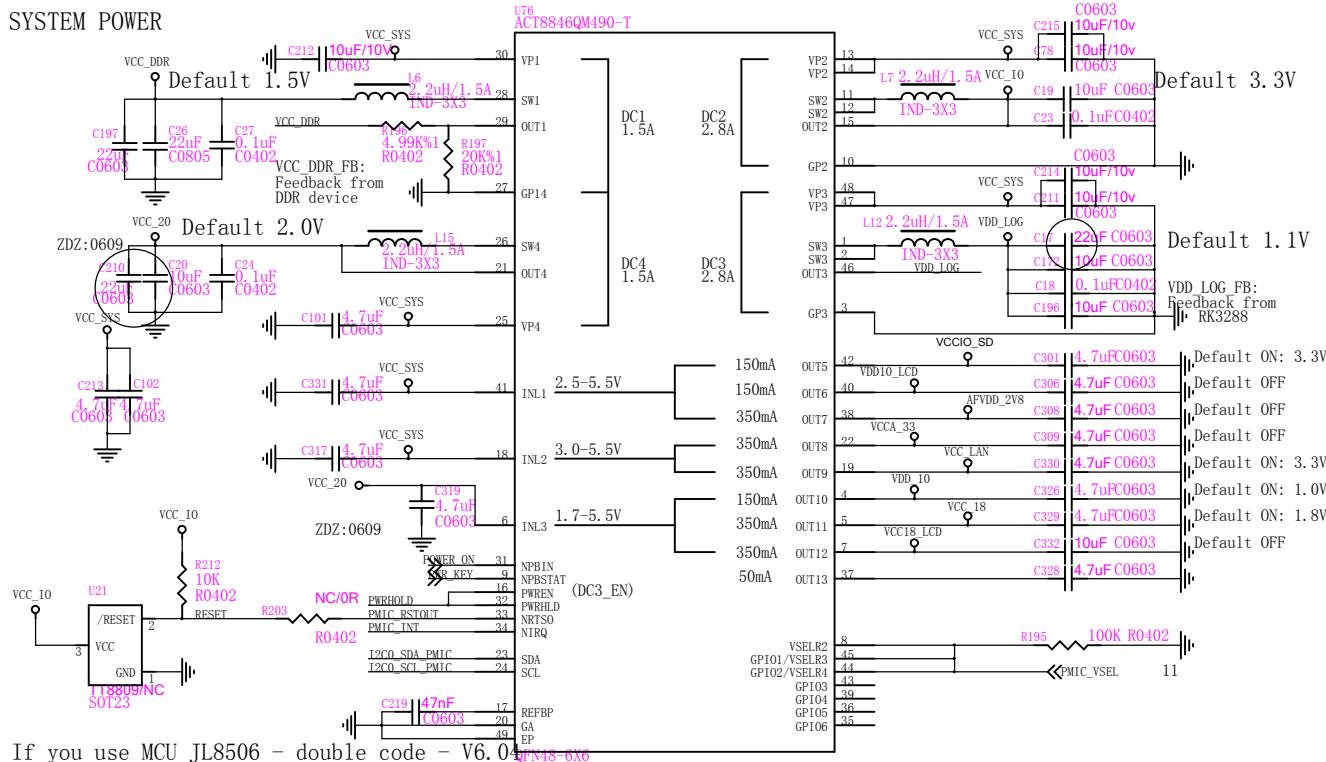 SYSTEM POWER
U76
ACT8846QM490-T
C212 10uF/10V
C0603
VCC_SYS
30 VP1
VCC_DDR
Default 1.5V
L6
2.2uH/1.5A
IND-3X3
28 SW1
VCC_DDR
29 OUT1
R196
4.99K%1
R0402
R197
20K%1
R0402
C197
22uF
C0603
C26
22uF
C0805
C27
0.1uF
C0402
VCC_DDR_FB:
Feedback from
DDR device
27 GP14
DC1
1.5A
DC2
2.8A
VCC_20
Default 2.0V
ZDZ:0609
L15
2.2uH/1.5A
IND-3X3
26 SW4
21 OUT4
C210
22uF
C0603
C20
10uF
C0603
C24
0.1uF
C0402
DC4
1.5A
DC3
2.8A
VCC_SYS
C101 4.7uF
C0603
25 VP4
VCC_SYS
C213
4.7uF
C0603
C102
4.7uF
C0603
VCC_SYS
C331 4.7uF
C0603
41 INL1 2.5-5.5V
VCC_SYS
C317 4.7uF
C0603
18 INL2 3.0-5.5V
VCC_20
C319
4.7uF
C0603
ZDZ:0609
6 INL3 1.7-5.5V
VCC_IO
R212
10K
R0402
U21
VCC_IO
/RESET 2
RESET
3 VCC
GND 1
TT8809/NC
SOT23
R203
NC/0R
R0402
POWER_ON 31 NPBIN
9 NPBSTAT
16 PWREN
(DC3_EN)
PWRHOLD 32 PWRHLD
PMIC_RSTOUT 33 NRTSO
PMIC_INT 34 NIRQ
I2C0_SDA_PMIC 23 SDA
I2C0_SCL_PMIC 24 SCL
C219 47nF
C0603
17 REFBP
20 GA
49 EP
QFN48-6X6
If you use MCU JL8506 - double code - V6.04
VP2 13
VP2 14
VCC_SYS
C0603
C215 10uF/10v
C78 10uF/10v
C0603
SW2 11
SW2 12
OUT2 15
L7 2.2uH/1.5A
IND-3X3
VCC_IO
C19 10uF C0603
C23 0.1uFC0402
Default 3.3V
GP2 10
VP3 48
VP3 47
VCC_SYS
C0603
C214 10uF/10v
C211 10uF/10v
C0603
SW3 1
SW3 2
OUT3 46
L12 2.2uH/1.5A
IND-3X3
VDD_LOG
VDD_LOG
C17 22uF C0603
C172 10uF C0603
C18 0.1uFC0402
C196 10uF C0603
Default 1.1V
VDD_LOG_FB:
Feedback from
RK3288
GP3 3
150mA OUT5 42 VCCIO_SD C301 4.7uFC0603 Default ON: 3.3V
150mA OUT6 40 VDD10_LCD C306 4.7uF C0603 Default OFF
350mA OUT7 38 AFVDD_2V8 C308 4.7uF C0603 Default OFF
350mA OUT8 22 VCCA_33 C309 4.7uF C0603 Default OFF
350mA OUT9 19 VCC_LAN C330 4.7uF C0603 Default ON: 3.3V
150mA OUT10 4 VDD_10 C326 4.7uFC0603 Default ON: 1.0V
350mA OUT11 5 VCC_18 C329 4.7uFC0603 Default ON: 1.8V
350mA OUT12 7 VCC18_LCD C332 10uF C0603 Default OFF
50mA OUT13 37 C328 4.7uF C0603
VSELR2 8
GPIO1/VSELR3 45
GPIO2/VSELR4 44
GPIO3 43
GPIO4 39
GPIO5 36
GPIO6 35
R195 100K R0402
PMIC_VSEL 11